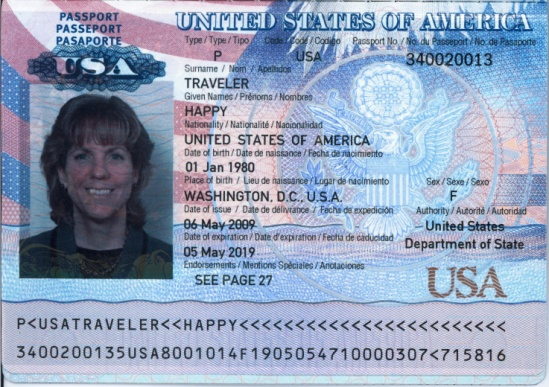 PASSPORT
PASSEPORT
PASAPORTE
USA
UNITED STATES OF AMERICA
Type / Type / Tipo Code / Code / Codigo Passport No. / No. du Passeport / No. de Pasaporte
P USA 340020013
Surname / Nom / Apellidos
TRAVELER
Given Names / Prénoms / Nombres
HAPPY
Nationality / Nationalité / Nacionalidad
UNITED STATES OF AMERICA
Date of birth / Date de naissance / Fecha de nacimiento
01 Jan 1980
Place of birth / Lieu de naissance / Lugar de nacimiento Sex / Sexe / Sexo
WASHINGTON, D.C., U.S.A. F
Date of issue / Date de délivrance / Fecha de expedición Authority / Autorité / Autoridad
06 May 2009 United States
Date of expiration / Date d'expiration / Fecha de caducidad Department of State
05 May 2019
Endorsements / Mentions Spéciales / Anotaciones
SEE PAGE 27
USA
P<USATRAVELER<<HAPPY<<<<<<<<<<<<<<<<<<<<<<<<
3400200135USA8001014F1905054710000307<715816